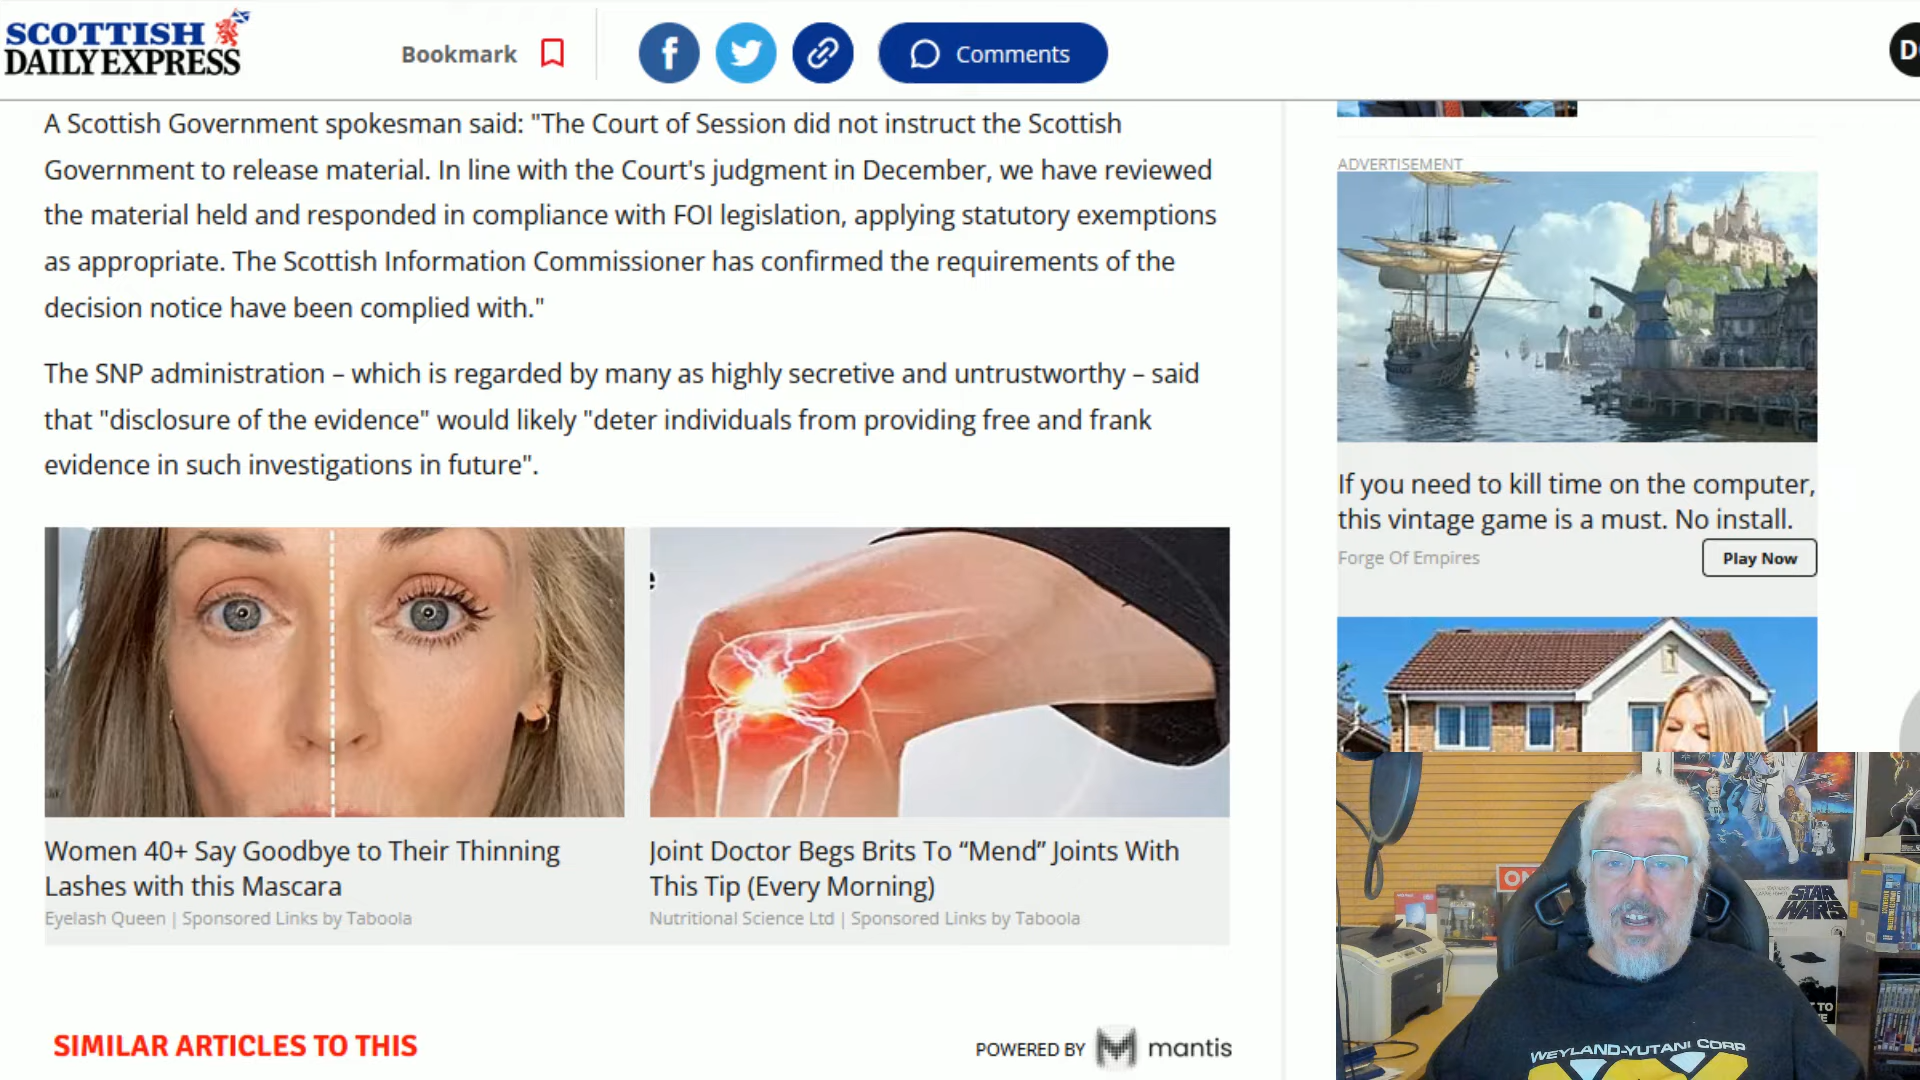 SCOTTISH
DAILY EXPRESS
Bookmark
Comments
A Scottish Government spokesman said: "The Court of Session did not instruct the Scottish
Government to release material. In line with the Court's judgment in December, we have reviewed
the material held and responded in compliance with FOI legislation, applying statutory exemptions
as appropriate. The Scottish Information Commissioner has confirmed the requirements of the
decision notice have been complied with."
The SNP administration – which is regarded by many as highly secretive and untrustworthy – said
that "disclosure of the evidence" would likely "deter individuals from providing free and frank
evidence in such investigations in future".
Women 40+ Say Goodbye to Their Thinning
Lashes with this Mascara
Eyelash Queen | Sponsored Links by Taboola
Joint Doctor Begs Brits To “Mend” Joints With
This Tip (Every Morning)
Nutritional Science Ltd | Sponsored Links by Taboola
SIMILAR ARTICLES TO THIS
POWERED BY mantis
ADVERTISEMENT
If you need to kill time on the computer,
this vintage game is a must. No install.
Forge Of Empires
Play Now
STAR
WARS
WEYLAND-YUTANI CORP